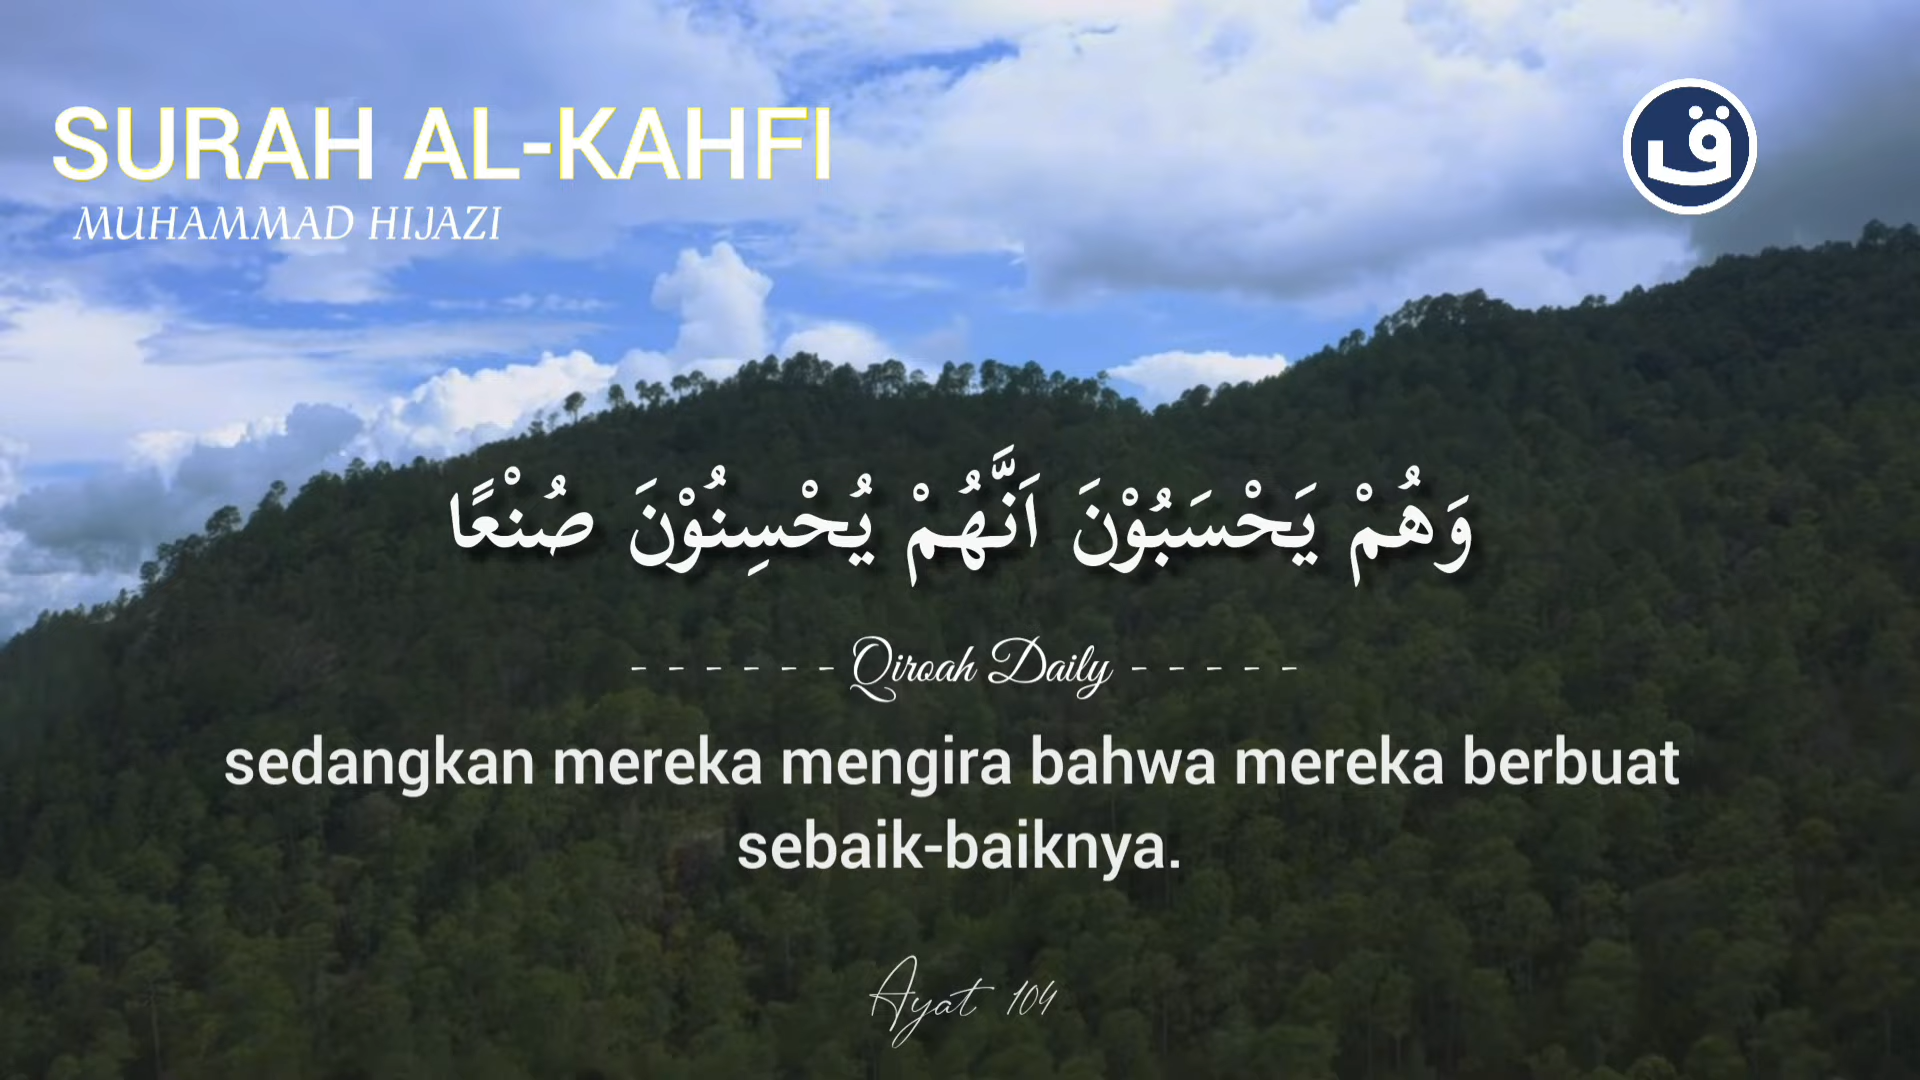 SURAH AL-KAHFI
MUHAMMAD HIJAZI
ق
وَهُمْ يَحْسَبُوْنَ اَنَّهُمْ يُحْسِنُوْنَ صُنْعًا
- - - - - - Qiroah Daily - - - - -
sedangkan mereka mengira bahwa mereka berbuat
sebaik-baiknya.
Ayat 104